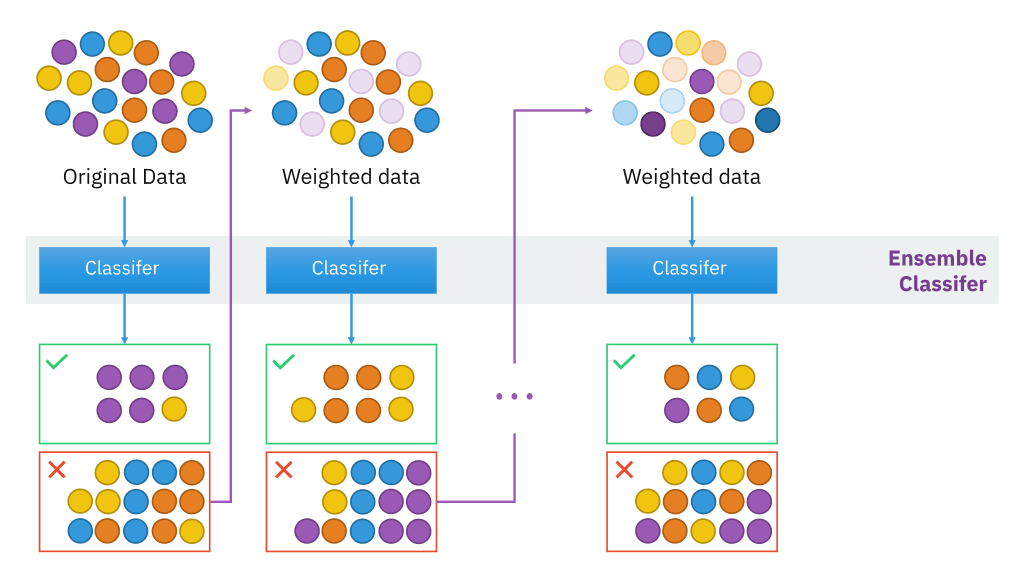 Original Data
Weighted data
Weighted data
Classifer
Classifer
Classifer
Ensemble
Classifer